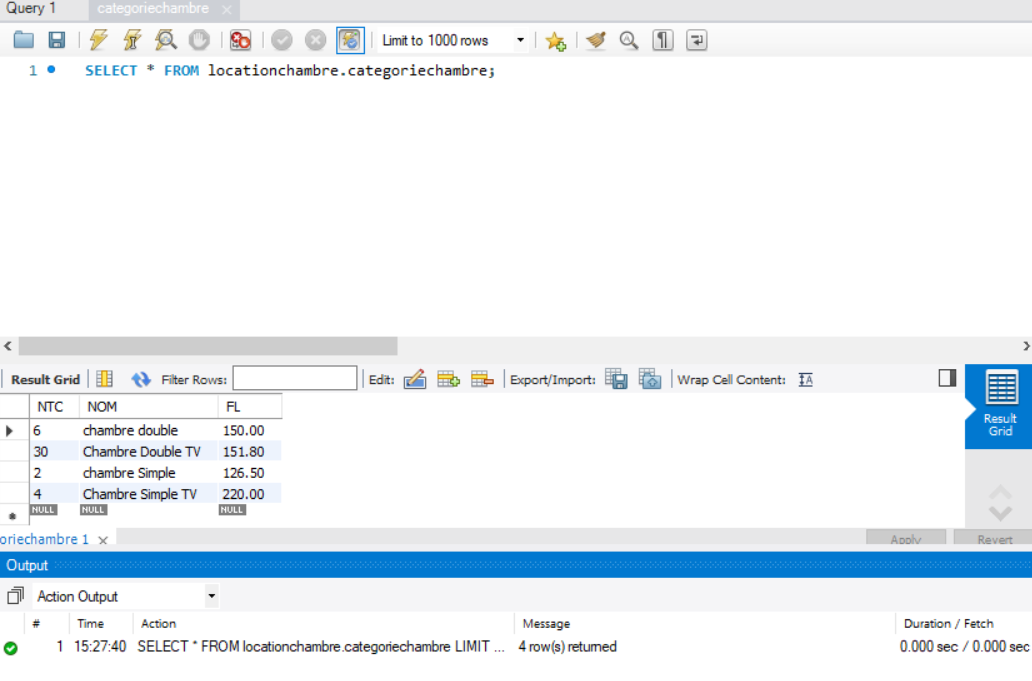 Query 1 categoriechambre
Limit to 1000 rows
1 SELECT * FROM locationchambre.categoriechambre;
Result Grid Filter Rows: Edit: Export/Import: Wrap Cell Content:
Result
Grid
NTC NOM FL
6 chambre double 150.00
30 Chambre Double TV 151.80
2 chambre Simple 126.50
4 Chambre Simple TV 220.00
NULL NULL NULL
oriechambre 1 Apply Revert
Output
Action Output
# Time Action Message Duration / Fetch
1 15:27:40 SELECT * FROM locationchambre.categoriechambre LIMIT ... 4 row(s) returned 0.000 sec / 0.000 sec